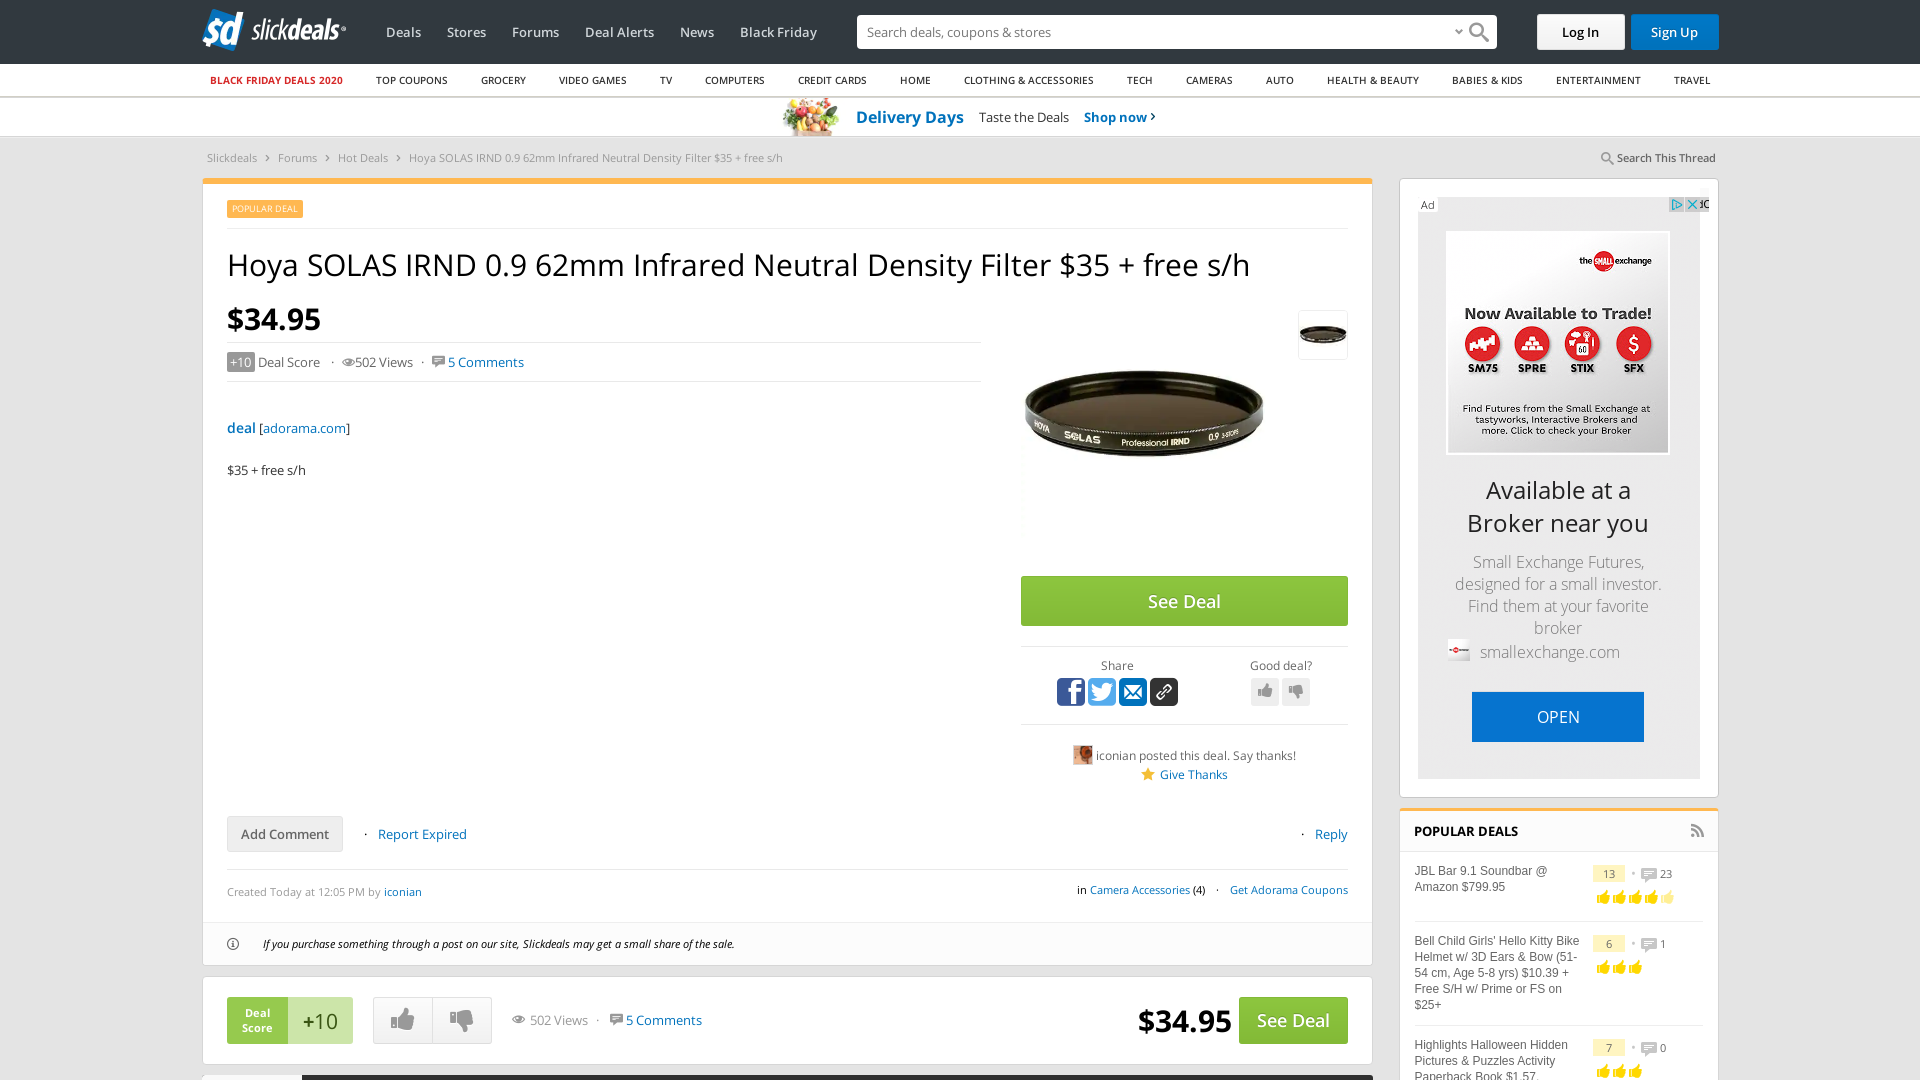 sd slickdeals
Deals
Stores
Forums
Deal Alerts
News
Black Friday
Search deals, coupons & stores
Log In
Sign Up
BLACK FRIDAY DEALS 2020
TOP COUPONS
GROCERY
VIDEO GAMES
TV
COMPUTERS
CREDIT CARDS
HOME
CLOTHING & ACCESSORIES
TECH
CAMERAS
AUTO
HEALTH & BEAUTY
BABIES & KIDS
ENTERTAINMENT
TRAVEL
Delivery Days Taste the Deals Shop now ›
Slickdeals › Forums › Hot Deals › Hoya SOLAS IRND 0.9 62mm Infrared Neutral Density Filter $35 + free s/h
Search This Thread
POPULAR DEAL
Hoya SOLAS IRND 0.9 62mm Infrared Neutral Density Filter $35 + free s/h
$34.95
+10 Deal Score · 502 Views · 5 Comments
deal [adorama.com]
$35 + free s/h
HOYA SOLAS Professional IRND 0.9 3-STOPS
See Deal
Share
Good deal?
iconian posted this deal. Say thanks!
Give Thanks
Add Comment · Report Expired
· Reply
Created Today at 12:05 PM by iconian
in Camera Accessories (4) · Get Adorama Coupons
If you purchase something through a post on our site, Slickdeals may get a small share of the sale.
Deal
Score
+10
502 Views · 5 Comments
$34.95
See Deal
Ad
the SMALL exchange
Now Available to Trade!
60
$
SM75 SPRE STIX SFX
Find Futures from the Small Exchange at
tastyworks, Interactive Brokers and
more. Click to check your Broker
Available at a
Broker near you
Small Exchange Futures,
designed for a small investor.
Find them at your favorite
broker
smallexchange.com
OPEN
POPULAR DEALS
JBL Bar 9.1 Soundbar @
Amazon $799.95
13 • 23
Bell Child Girls' Hello Kitty Bike
Helmet w/ 3D Ears & Bow (51-
54 cm, Age 5-8 yrs) $10.39 +
Free S/H w/ Prime or FS on
$25+
6 • 1
Highlights Halloween Hidden
Pictures & Puzzles Activity
Paperback Book $1.57,
7 • 0